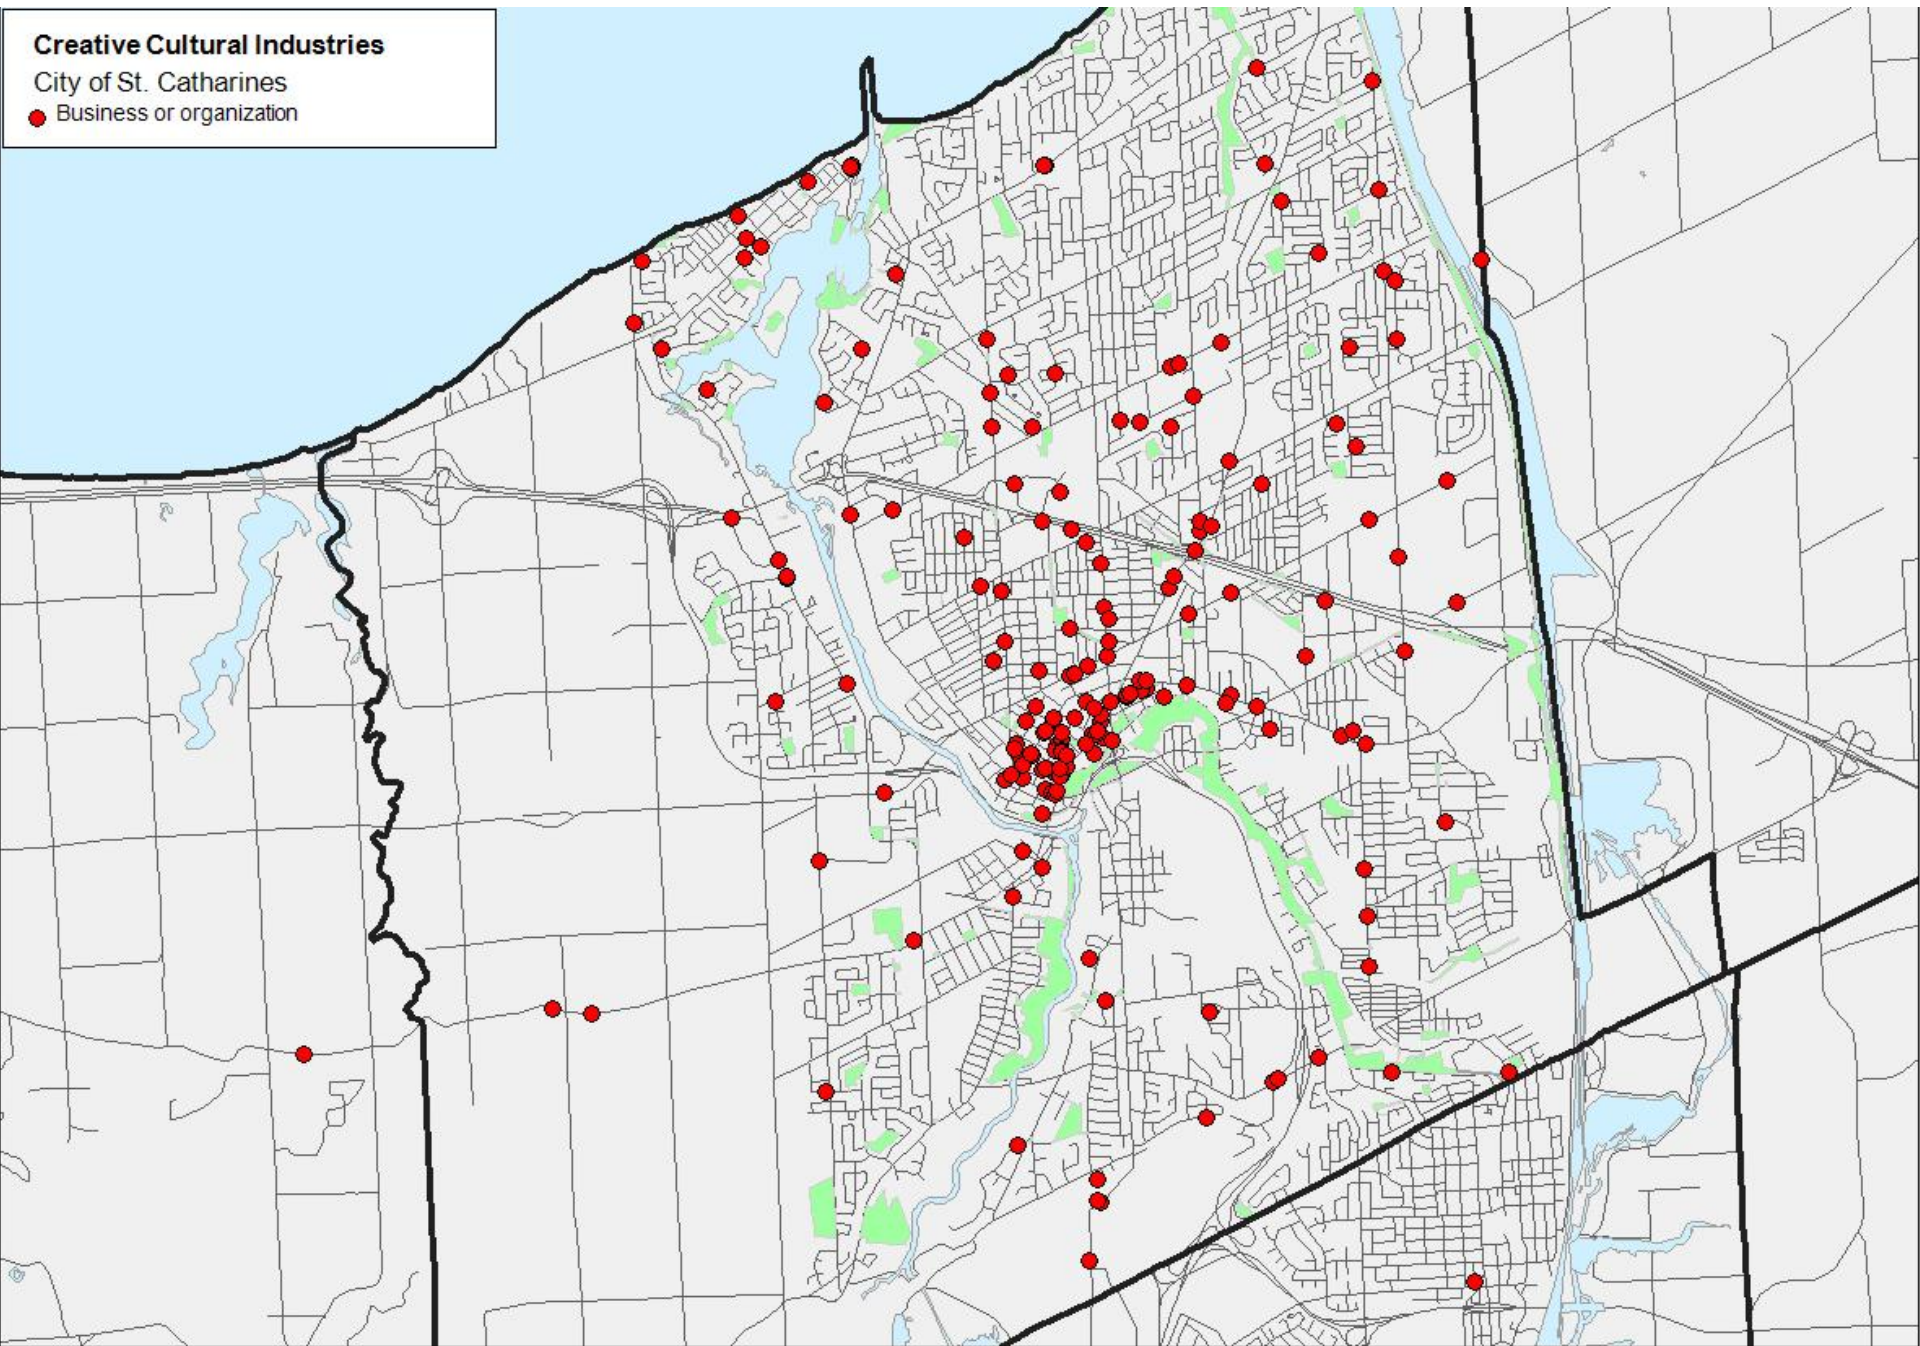 Creative Cultural Industries
City of St. Catharines
Business or organization